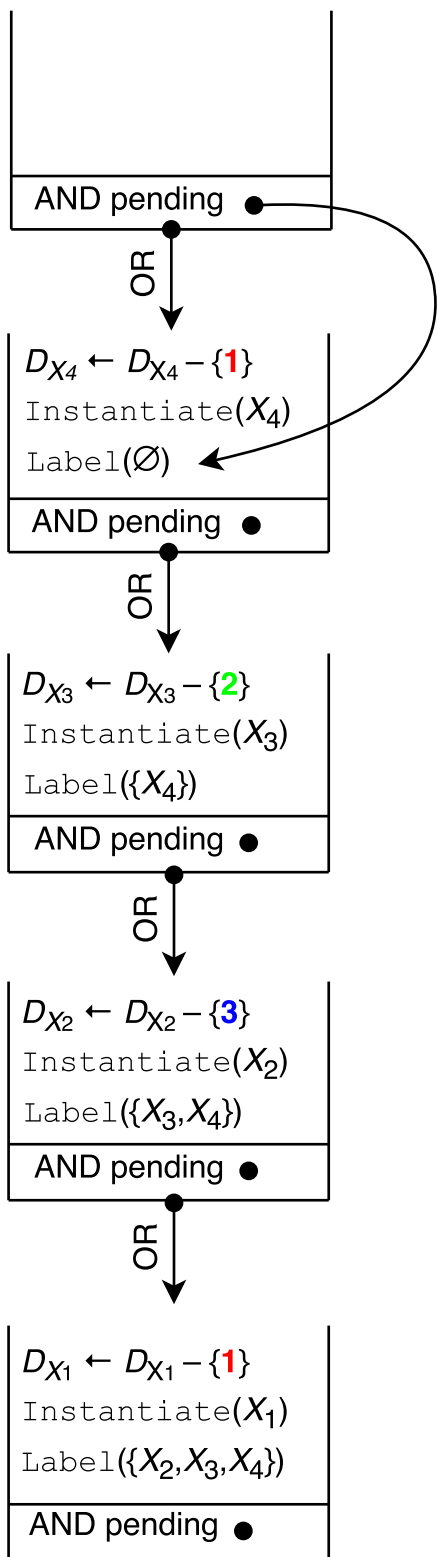 AND pending
OR
D_X4 ← D_X4 – {1}
Instantiate(X4)
Label(∅)
AND pending
OR
D_X3 ← D_X3 – {2}
Instantiate(X3)
Label({X4})
AND pending
OR
D_X2 ← D_X2 – {3}
Instantiate(X2)
Label({X3,X4})
AND pending
OR
D_X1 ← D_X1 – {1}
Instantiate(X1)
Label({X2,X3,X4})
AND pending